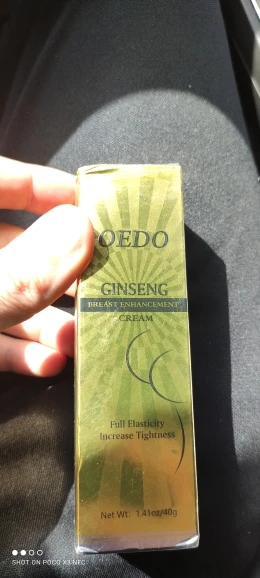 OEDO
GINSENG
BREAST ENHANCEMENT
CREAM
Full Elasticity
Increase Tightness
Net Wt: 1.41oz/40g
SHOT ON POCO X3 NFC